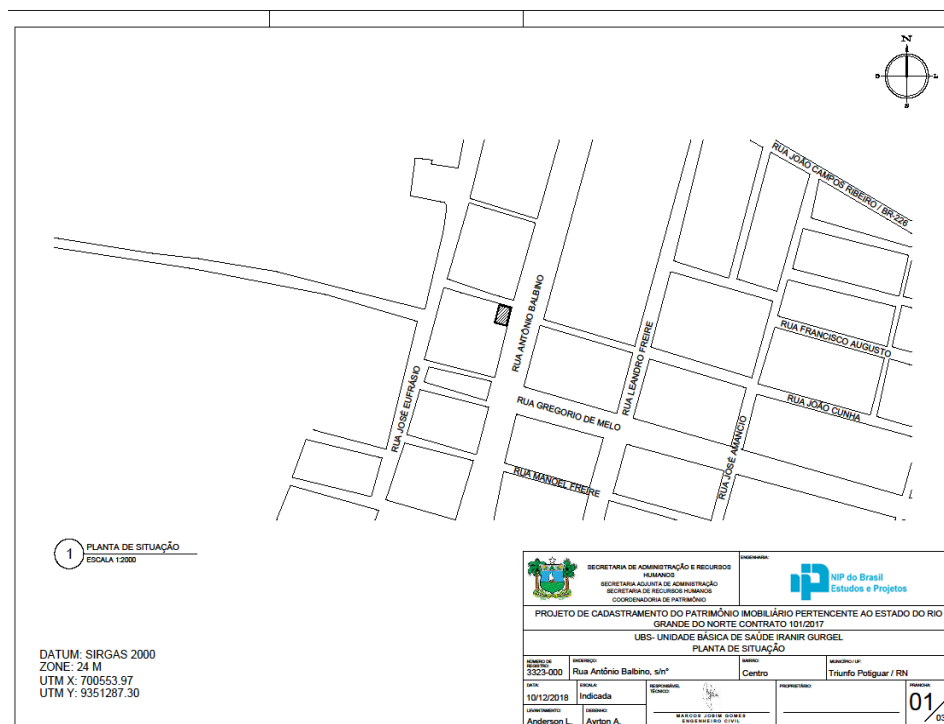 N
RUA JOÃO CAMPOS RIBEIRO / BR-226
RUA ANTÔNIO BALBINO
RUA FRANCISCO AUGUSTO
RUA LEANDRO FREIRE
RUA JOSÉ EUFRÁSIO
RUA GREGORIO DE MELO
RUA JOÃO CUNHA
RUA JOSÉ AMANCIO
RUA MANOEL FREIRE
1
PLANTA DE SITUAÇÃO
ESCALA 1:2000
DATUM: SIRGAS 2000
ZONE: 24 M
UTM X: 700553.97
UTM Y: 9351287.30
SECRETARIA DE ADMINISTRAÇÃO E RECURSOS
HUMANOS
SECRETARIA ADJUNTA DE ADMINISTRAÇÃO
SECRETARIA DE RECURSOS HUMANOS
COORDENADORIA DE PATRIMÔNIO
ENGENHARIA:
NIP do Brasil
Estudos e Projetos
PROJETO DE CADASTRAMENTO DO PATRIMÔNIO IMOBILIÁRIO PERTENCENTE AO ESTADO DO RIO
GRANDE DO NORTE CONTRATO 101/2017
UBS- UNIDADE BÁSICA DE SAÚDE IRANIR GURGEL
PLANTA DE SITUAÇÃO
NÚMERO DE
REGISTRO
3323-000
ENDEREÇO:
Rua Antônio Balbino, s/n°
BAIRRO:
Centro
MUNICÍPIO / UF:
Triunfo Potiguar / RN
DATA:
10/12/2018
ESCALA:
Indicada
RESPONSÁVEL
TÉCNICO:
MARCOS JOBIM GOMES
ENGENHEIRO CIVIL
PROPRIETÁRIO:
PRANCHA:
01
03
LEVANTAMENTO:
Anderson L.
DESENHO:
Ayrton A.